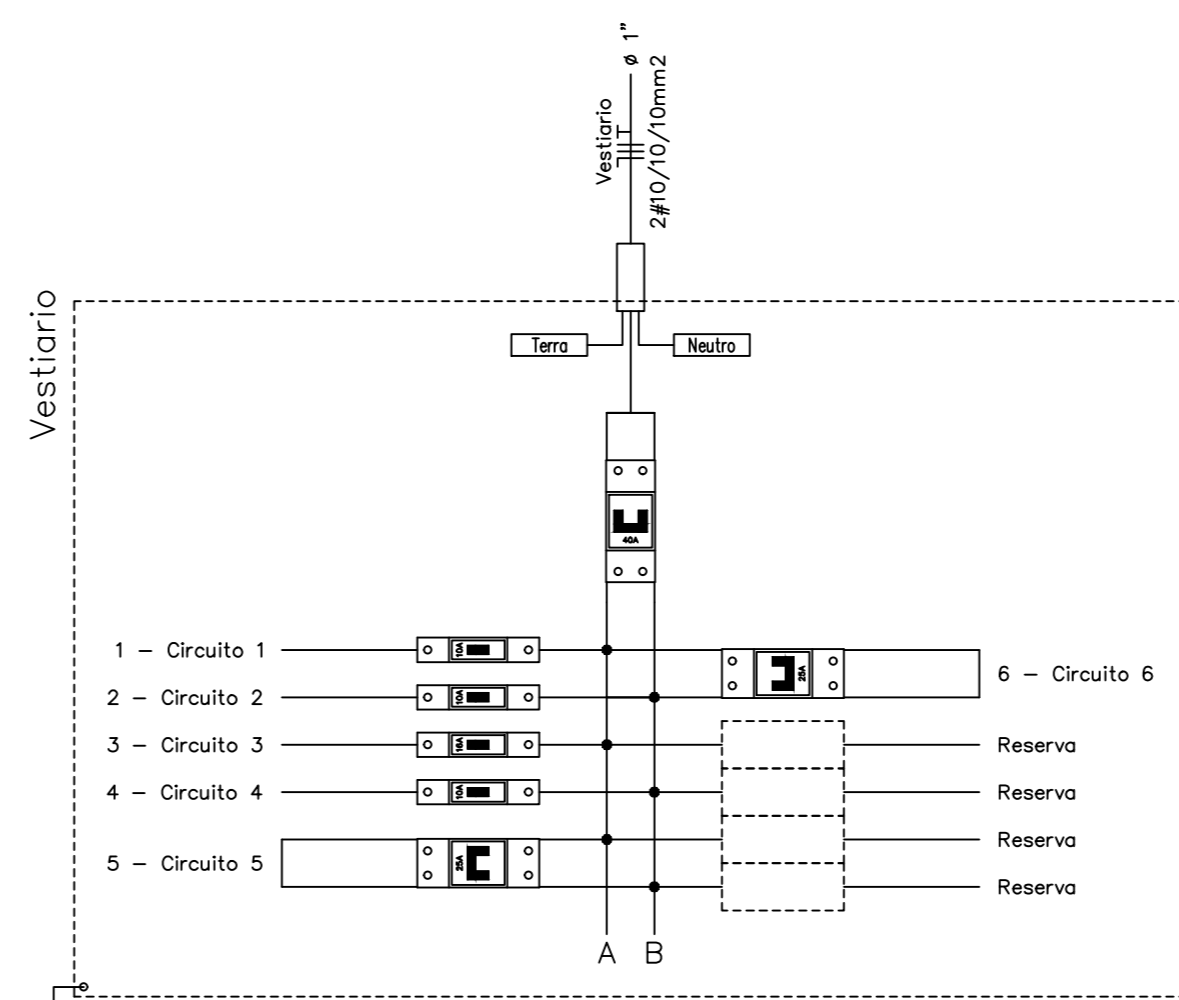 ø 1"
Vestiario
2#10/10/10mm2
Vestiario
Terra
Neutro
40A
1 – Circuito 1
10A
2 – Circuito 2
10A
3 – Circuito 3
16A
4 – Circuito 4
10A
5 – Circuito 5
25A
25A
6 – Circuito 6
Reserva
Reserva
Reserva
Reserva
A
B